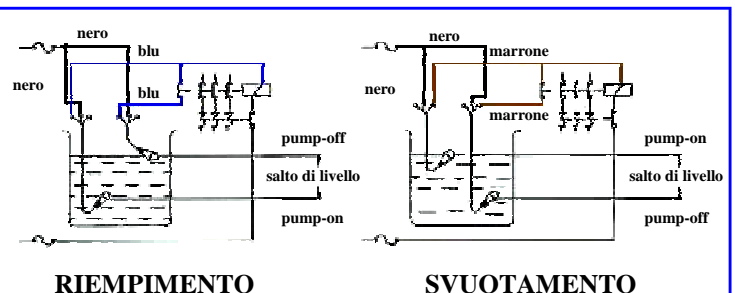 nero
blu
nero
blu
pump-off
salto di livello
pump-on
RIEMPIMENTO
nero
marrone
nero
marrone
pump-on
salto di livello
pump-off
SVUOTAMENTO